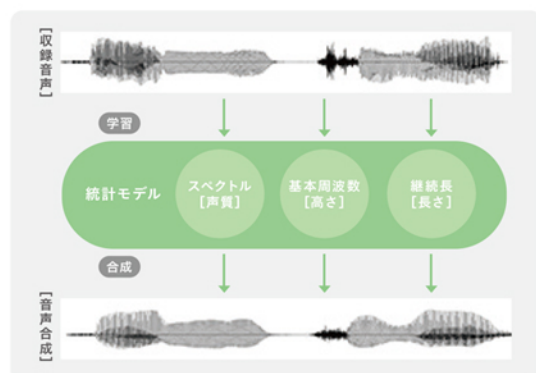 [収録音声]
学習
統計モデル
スペクトル
[声質]
基本周波数
[高さ]
継続長
[長さ]
合成
[音声合成]